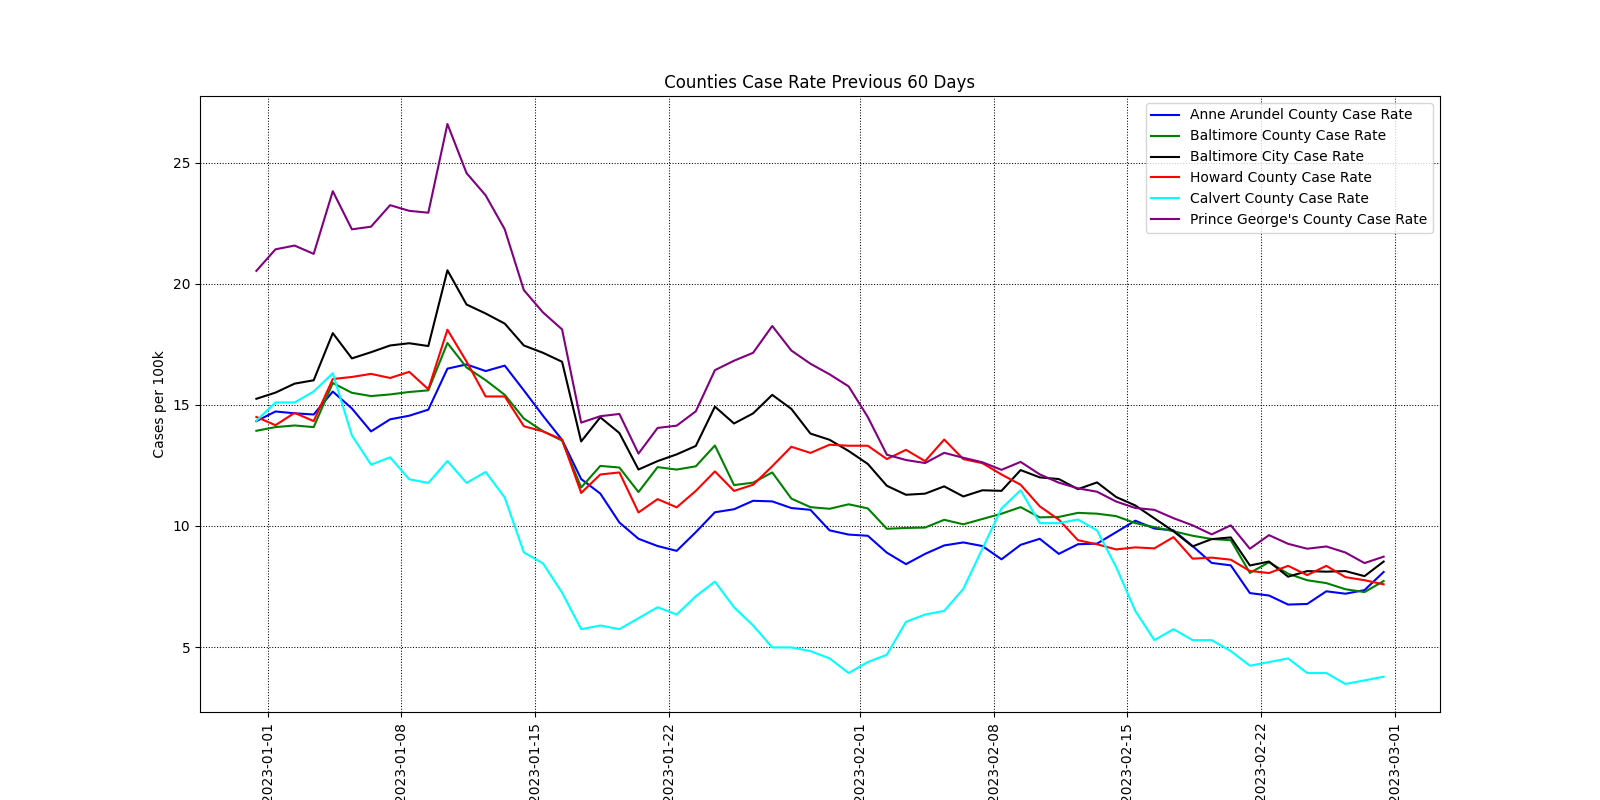 Counties Case Rate Previous 60 Days
Cases per 100k
25
20
15
10
5
Anne Arundel County Case Rate
Baltimore County Case Rate
Baltimore City Case Rate
Howard County Case Rate
Calvert County Case Rate
Prince George's County Case Rate
2023-01-01
2023-01-08
2023-01-15
2023-01-22
2023-02-01
2023-02-08
2023-02-15
2023-02-22
2023-03-01